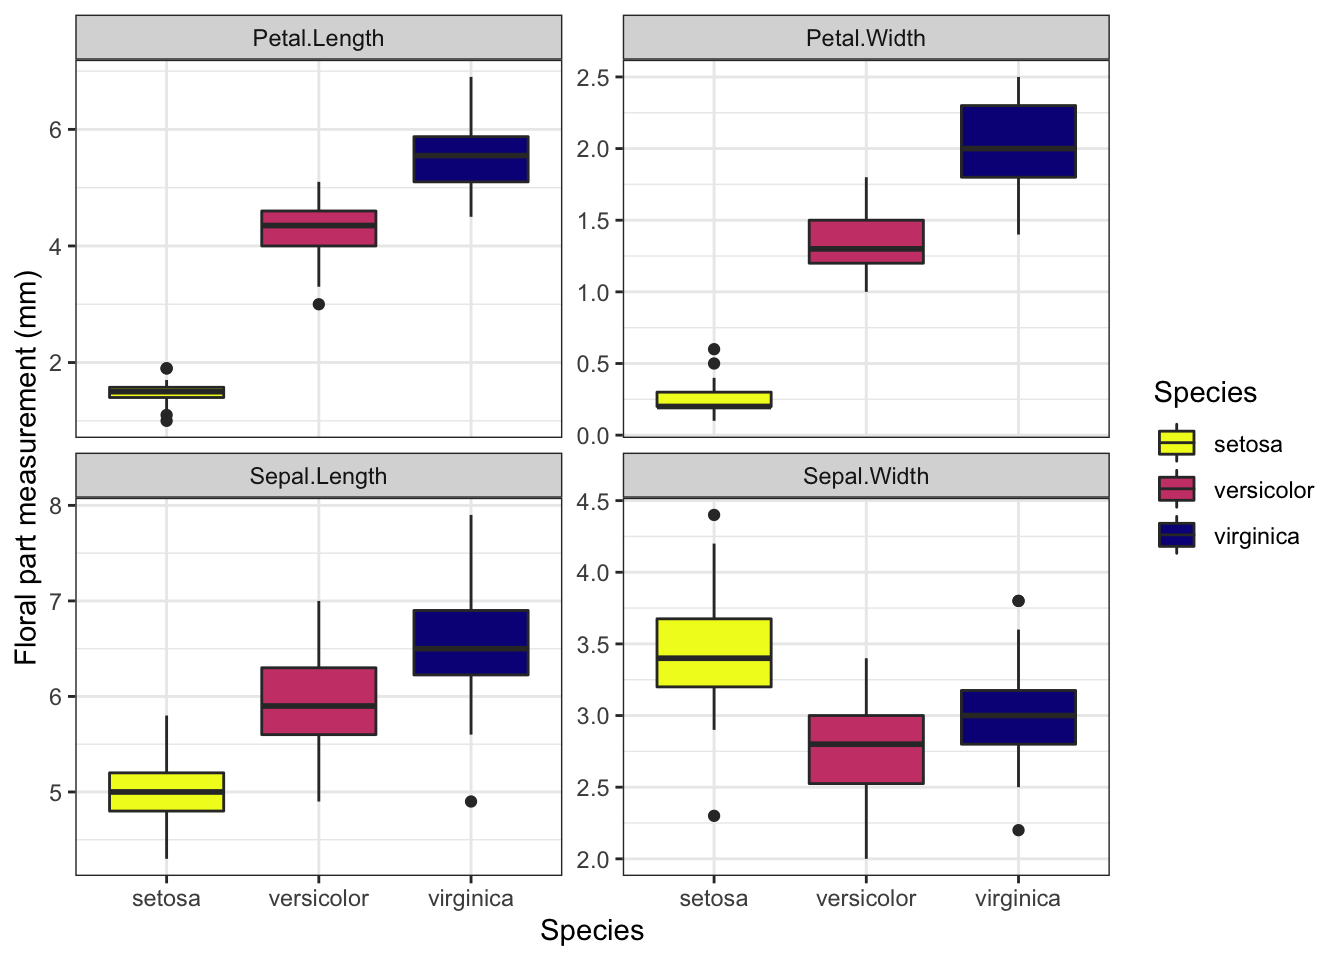 Petal.Length
Petal.Width
6
4
2
2.5
2.0
1.5
1.0
0.5
0.0
Floral part measurement (mm)
Sepal.Length
Sepal.Width
8
7
6
5
4.5
4.0
3.5
3.0
2.5
2.0
setosa versicolor virginica
setosa versicolor virginica
Species
Species
setosa
versicolor
virginica